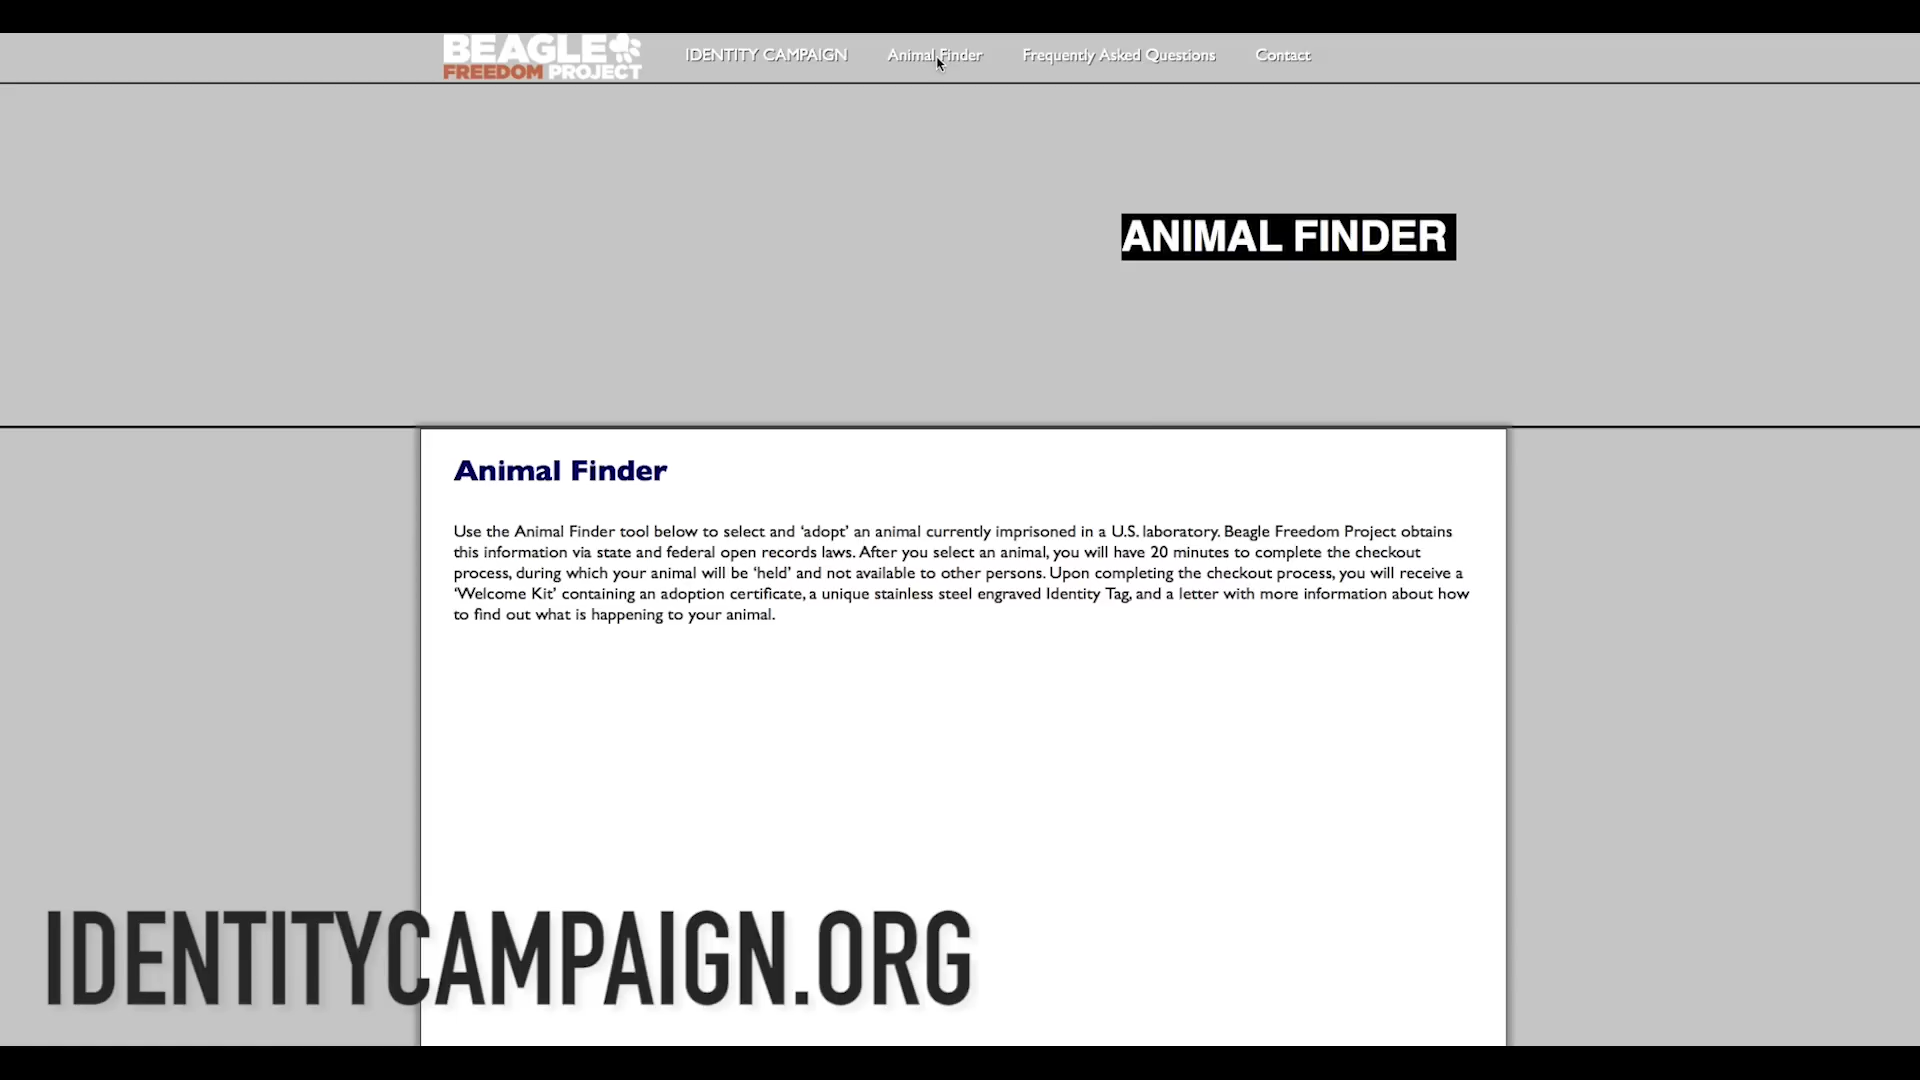 BEAGLE
FREEDOM PROJECT
IDENTITY CAMPAIGN
Animal Finder
Frequently Asked Questions
Contact
ANIMAL FINDER
Animal Finder
Use the Animal Finder tool below to select and ‘adopt’ an animal currently imprisoned in a U.S. laboratory. Beagle Freedom Project obtains
this information via state and federal open records laws. After you select an animal, you will have 20 minutes to complete the checkout
process, during which your animal will be ‘held’ and not available to other persons. Upon completing the checkout process, you will receive a
‘Welcome Kit’ containing an adoption certificate, a unique stainless steel engraved Identity Tag, and a letter with more information about how
to find out what is happening to your animal.
IDENTITYCAMPAIGN.ORG